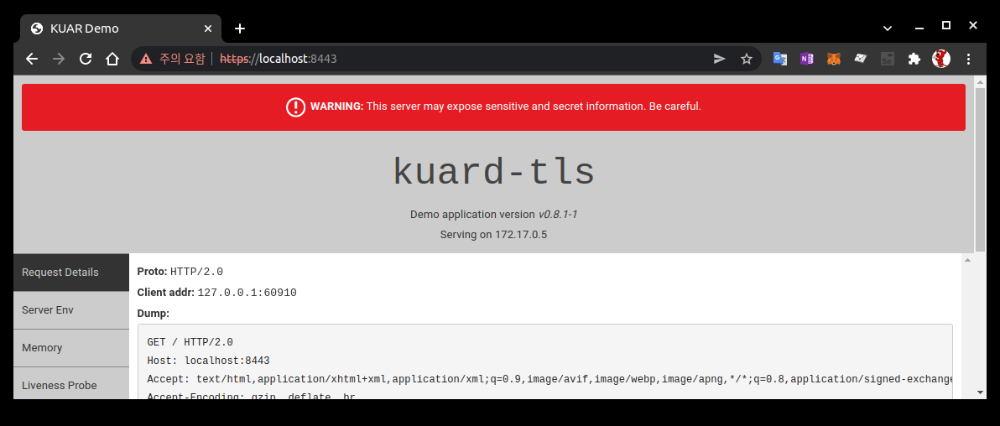 KUAR Demo
주의 요함 https://localhost:8443
WARNING: This server may expose sensitive and secret information. Be careful.
kuard-tls
Demo application version v0.8.1-1
Serving on 172.17.0.5
Request Details
Server Env
Memory
Liveness Probe
Proto: HTTP/2.0
Client addr: 127.0.0.1:60910
Dump:
GET / HTTP/2.0
Host: localhost:8443
Accept: text/html,application/xhtml+xml,application/xml;q=0.9,image/avif,image/webp,image/apng,*/*;q=0.8,application/signed-exchange
Accept-Encoding: gzip, deflate, br